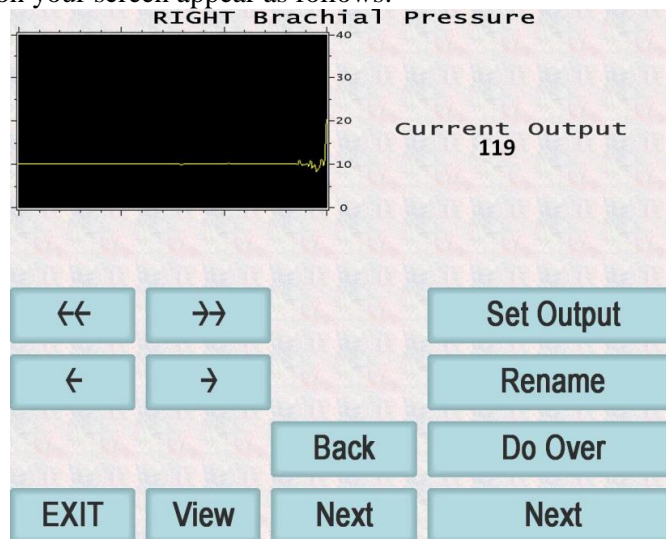 on your screen appear as follows:
RIGHT Brachial Pressure
40
30
20
10
0
Current Output
119
<<- ->> Set Output
<- -> Rename
Back Do Over
EXIT View Next Next